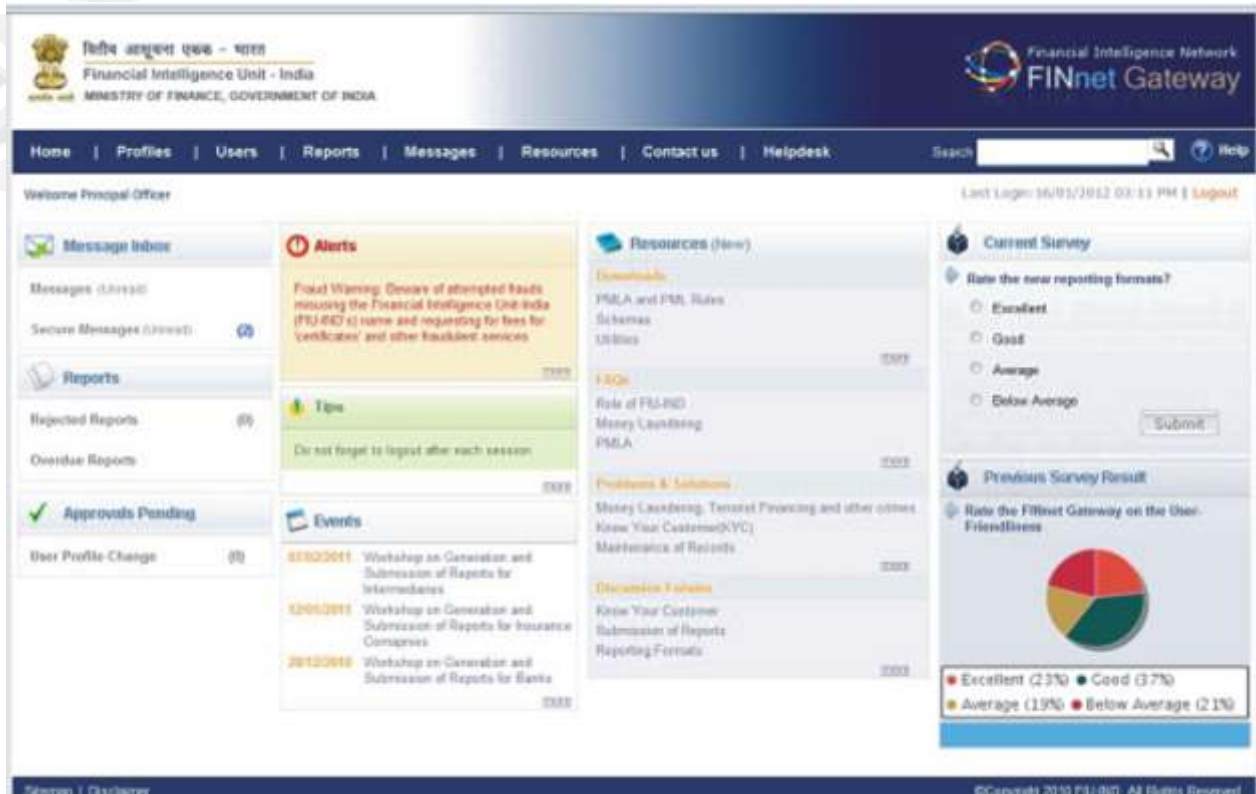 वित्तीय आसूचना एकक - भारत
Financial Intelligence Unit - India
MINISTRY OF FINANCE, GOVERNMENT OF INDIA
Financial Intelligence Network
FINnet Gateway
Home | Profiles | Users | Reports | Messages | Resources | Contact us | Helpdesk
Search
Help
Welcome Principal Officer
Last Login: 16/01/2012 03:11 PM | Logout
Message Inbox
Messages (Unread)
Secure Messages (Unread) (2)
Reports
Rejected Reports (0)
Overdue Reports
Approvals Pending
User Profile Change (0)
Alerts
Fraud Warning: Beware of attempted frauds
misusing the Financial Intelligence Unit-India
(FIU-IND's) name and requesting for fees for
'certificates' and other fraudulent services
more
Tips
Do not forget to logout after each session
more
Events
Workshop on Generation and
Submission of Reports for
Intermediaries
12/01/2011 Workshop on Generation and
Submission of Reports for Insurance
Companies
28/12/2010 Workshop on Generation and
Submission of Reports for Banks
more
Resources (New)
Downloads
PMLA and PML Rules
Schemas
Utilities
more
FAQs
Role of FIU-IND
Money Laundering
PMLA
more
Problems & Solutions
Money Laundering, Terrorist Financing and other crimes
Know Your Customer(KYC)
Maintenance of Records
more
Discussion Forums
Know Your Customer
Submission of Reports
Reporting Formats
more
Current Survey
Rate the new reporting formats?
Excellent
Good
Average
Below Average
Submit
Previous Survey Result
Rate the FINnet Gateway on the User-
Friendliness
Excellent (23%) Good (37%)
Average (19%) Below Average (21%)
Sitemap | Disclaimer
©Copyright 2010 FIU-IND. All Rights Reserved